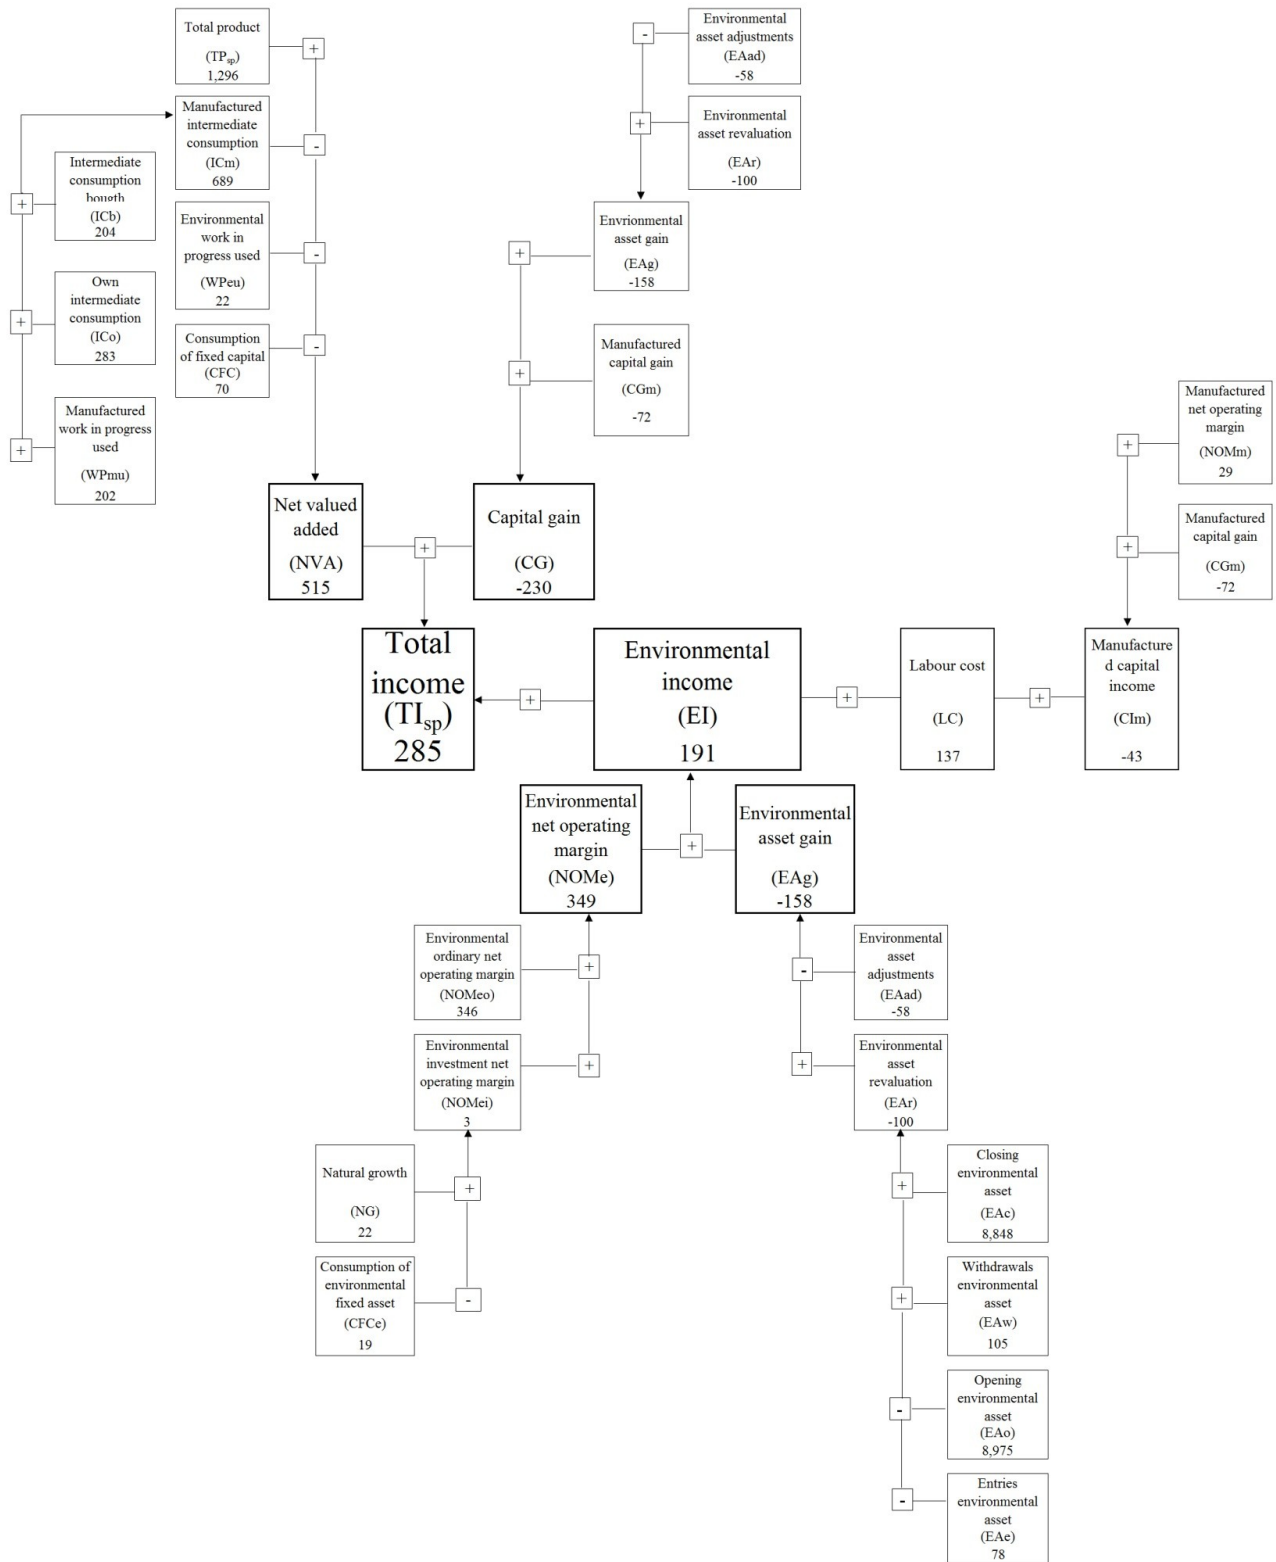 Total product
(TPsp)
1,296
+
Manufactured
intermediate
consumption
(ICm)
689
-
Intermediate
consumption
bougth
(ICb)
204
+
Environmental
work in
progress used
(WPeu)
22
-
Own
intermediate
consumption
(ICo)
283
+
Consumption
of fixed capital
(CFC)
70
-
Manufactured
work in progress
used
(WPmu)
202
+
Environmental
asset adjustments
(EAad)
-58
-
Environmental
asset revaluation
(EAr)
-100
+
Envrionmental
asset gain
(EAg)
-158
+
Manufactured
capital gain
(CGm)
-72
+
Manufactured
net operating
margin
(NOMm)
29
+
Manufactured
capital gain
(CGm)
-72
+
Net valued
added
(NVA)
515
+
Capital gain
(CG)
-230
Total
income
(TIsp)
285
+
Environmental
income
(EI)
191
+
Labour cost
(LC)
137
+
Manufacture
d capital
income
(CIm)
-43
Environmental
net operating
margin
(NOMe)
349
+
Environmental
asset gain
(EAg)
-158
Environmental
ordinary net
operating margin
(NOMeo)
346
+
-
Environmental
asset
adjustments
(EAad)
-58
Environmental
investment net
operating margin
(NOMei)
3
+
+
Environmental
asset
revaluation
(EAr)
-100
Natural growth
(NG)
22
+
Consumption of
environmental
fixed asset
(CFCe)
19
-
+
Closing
environmental
asset
(EAc)
8,848
+
Withdrawals
environmental
asset
(EAw)
105
-
Opening
environmental
asset
(EAo)
8,975
-
Entries
environmental
asset
(EAe)
78